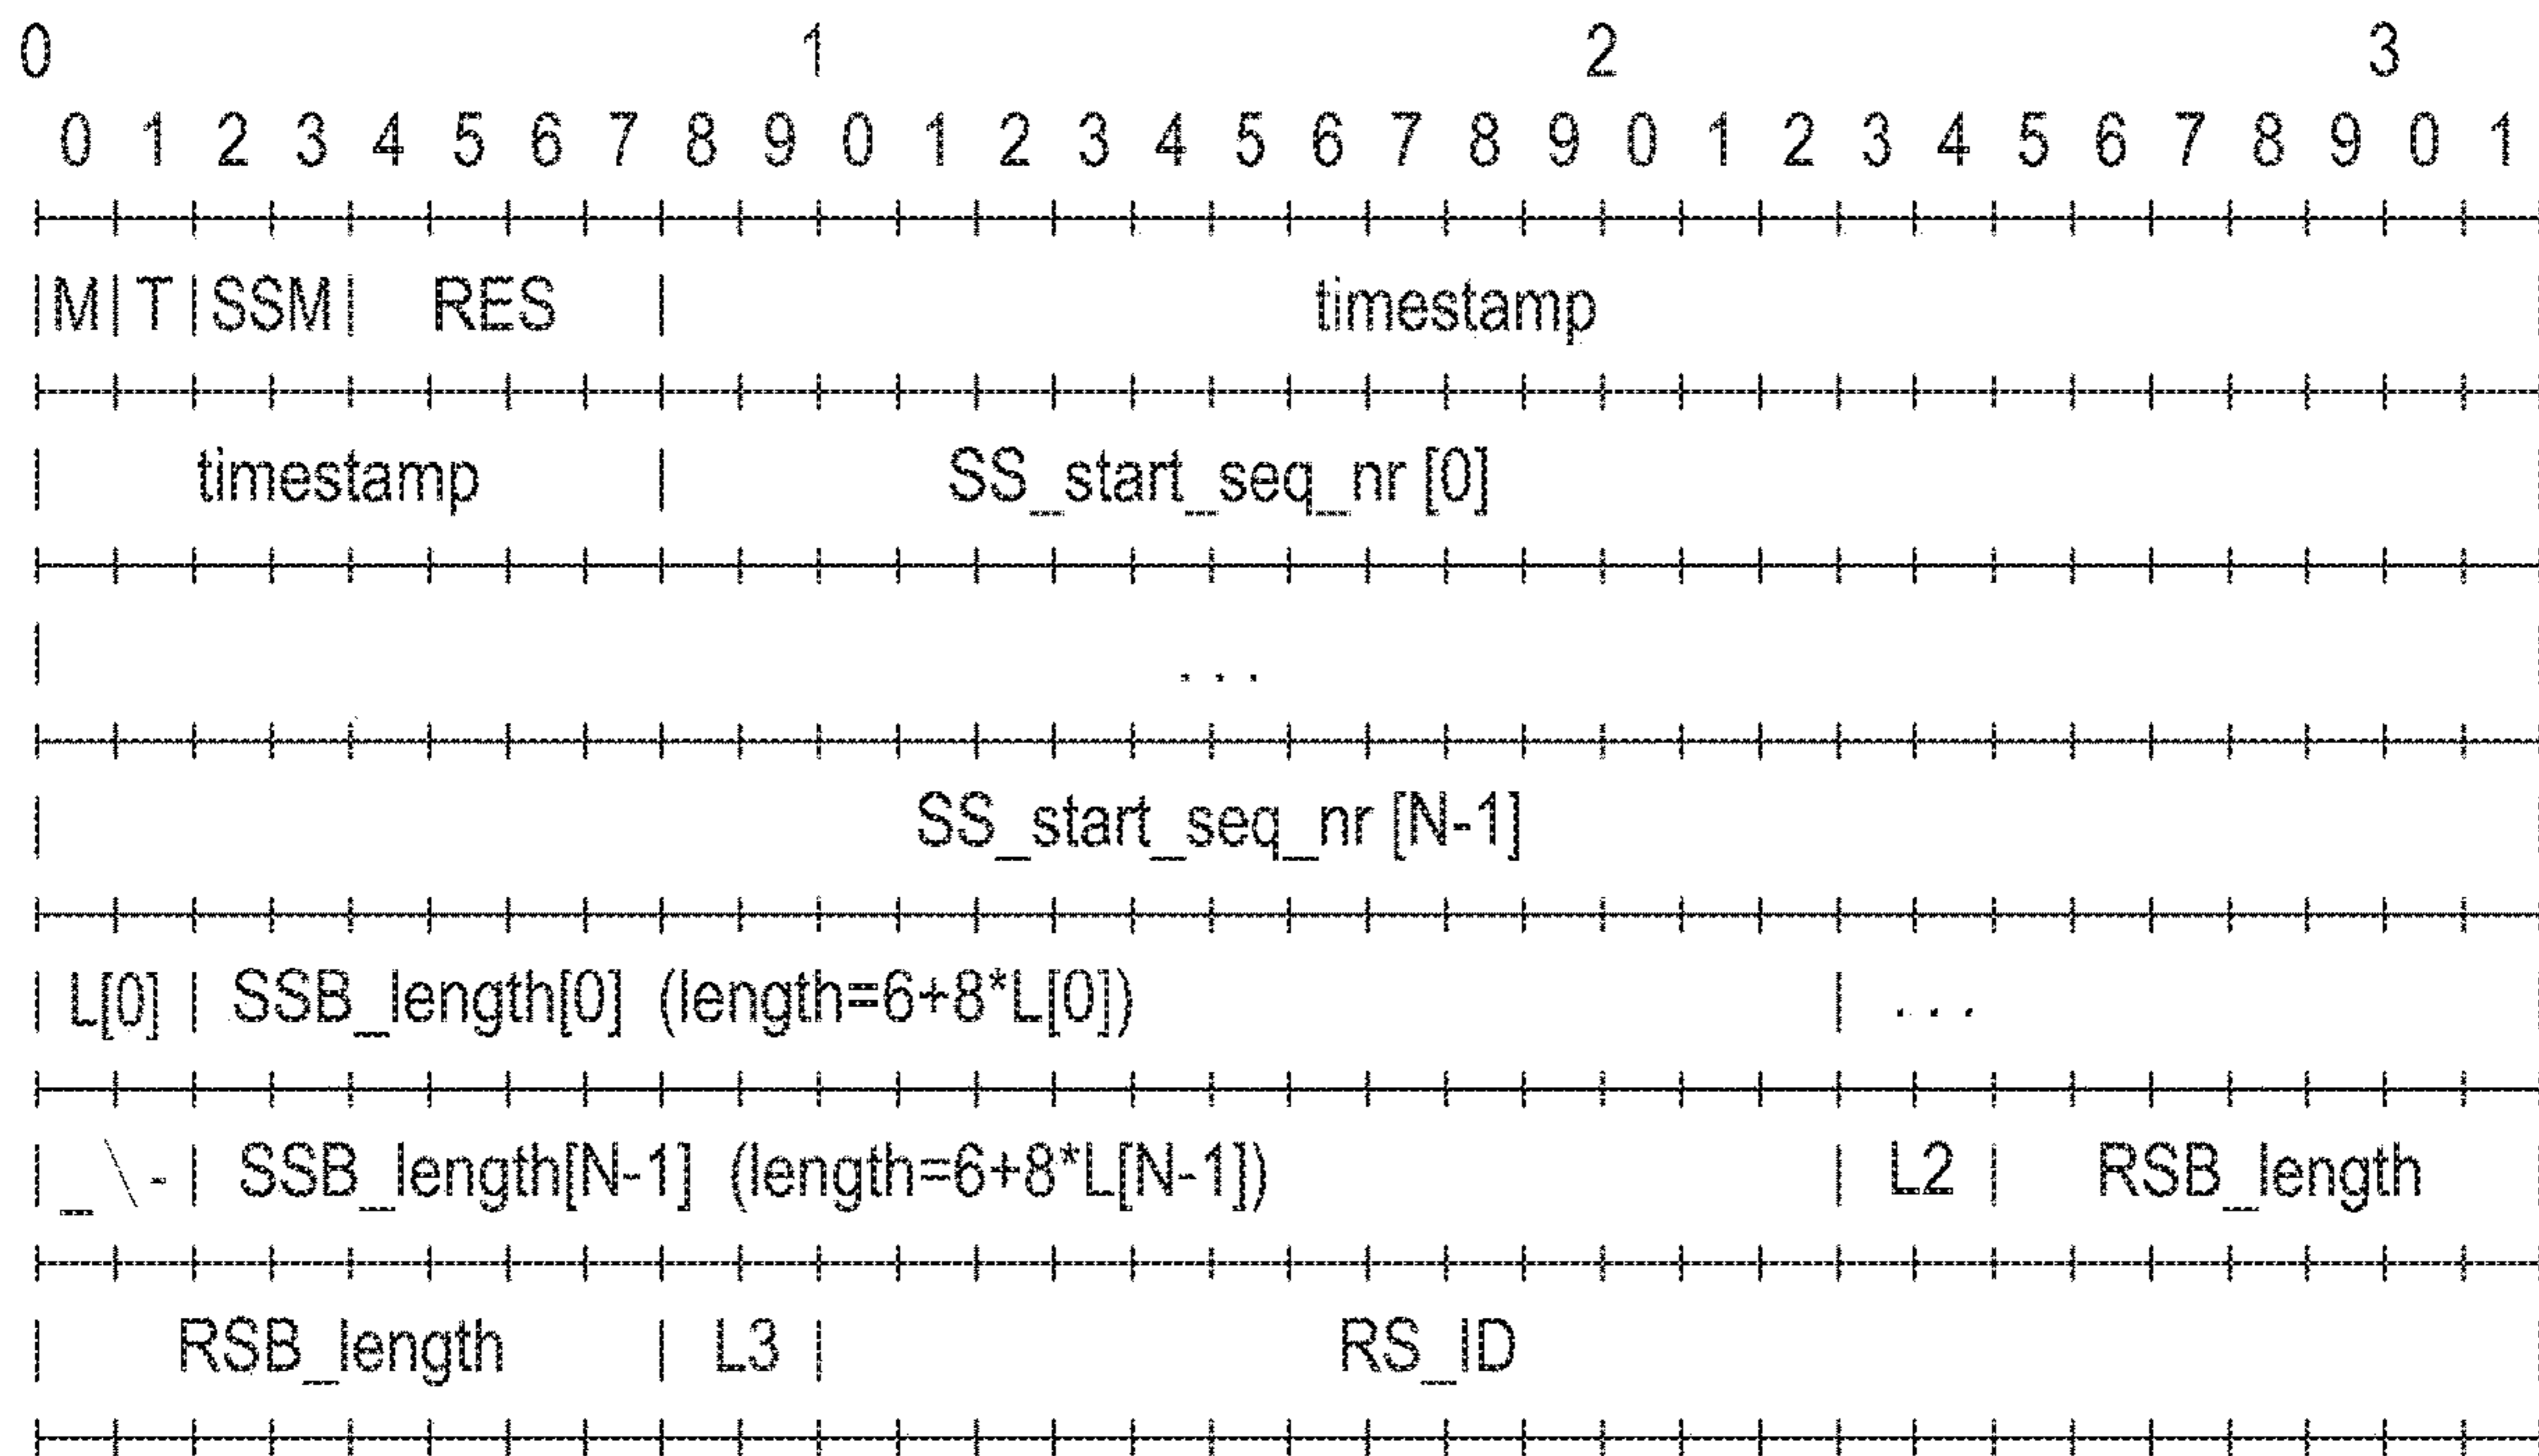 0 1 2 3
0 1 2 3 4 5 6 7 8 9 0 1 2 3 4 5 6 7 8 9 0 1 2 3 4 5 6 7 8 9 0 1
|M|T|SSM| RES | timestamp
| timestamp | SS_start_seq_nr [0]
| ...
| SS_start_seq_nr [N-1]
| L[0] | SSB_length[0] (length=6+8*L[0]) | ...
| _\-| SSB_length[N-1] (length=6+8*L[N-1]) | L2 | RSB_length
| RSB_length | L3 | RS_ID